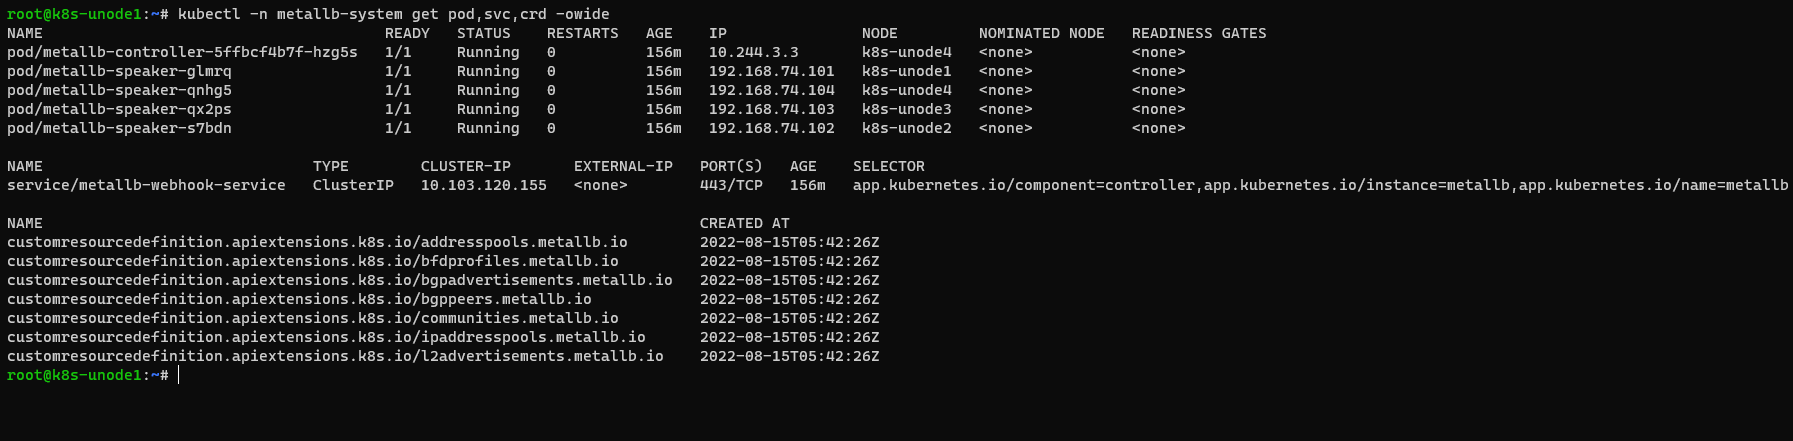 root@k8s-unode1:~# kubectl -n metallb-system get pod,svc,crd -owide
NAME                                      READY   STATUS    RESTARTS   AGE    IP               NODE         NOMINATED NODE   READINESS GATES
pod/metallb-controller-5ffbcf4b7f-hzg5s   1/1     Running   0          156m   10.244.3.3       k8s-unode4   <none>           <none>
pod/metallb-speaker-glmrq                 1/1     Running   0          156m   192.168.74.101   k8s-unode1   <none>           <none>
pod/metallb-speaker-qnhg5                 1/1     Running   0          156m   192.168.74.104   k8s-unode4   <none>           <none>
pod/metallb-speaker-qx2ps                 1/1     Running   0          156m   192.168.74.103   k8s-unode3   <none>           <none>
pod/metallb-speaker-s7bdn                 1/1     Running   0          156m   192.168.74.102   k8s-unode2   <none>           <none>
NAME                              TYPE        CLUSTER-IP       EXTERNAL-IP   PORT(S)   AGE    SELECTOR
service/metallb-webhook-service   ClusterIP   10.103.120.155   <none>        443/TCP   156m   app.kubernetes.io/component=controller,app.kubernetes.io/instance=metallb,app.kubernetes.io/name=metallb
NAME                                                                         CREATED AT
customresourcedefinition.apiextensions.k8s.io/addresspools.metallb.io        2022-08-15T05:42:26Z
customresourcedefinition.apiextensions.k8s.io/bfdprofiles.metallb.io         2022-08-15T05:42:26Z
customresourcedefinition.apiextensions.k8s.io/bgpadvertisements.metallb.io   2022-08-15T05:42:26Z
customresourcedefinition.apiextensions.k8s.io/bgppeers.metallb.io            2022-08-15T05:42:26Z
customresourcedefinition.apiextensions.k8s.io/communities.metallb.io         2022-08-15T05:42:26Z
customresourcedefinition.apiextensions.k8s.io/ipaddresspools.metallb.io      2022-08-15T05:42:26Z
customresourcedefinition.apiextensions.k8s.io/l2advertisements.metallb.io    2022-08-15T05:42:26Z
root@k8s-unode1:~#